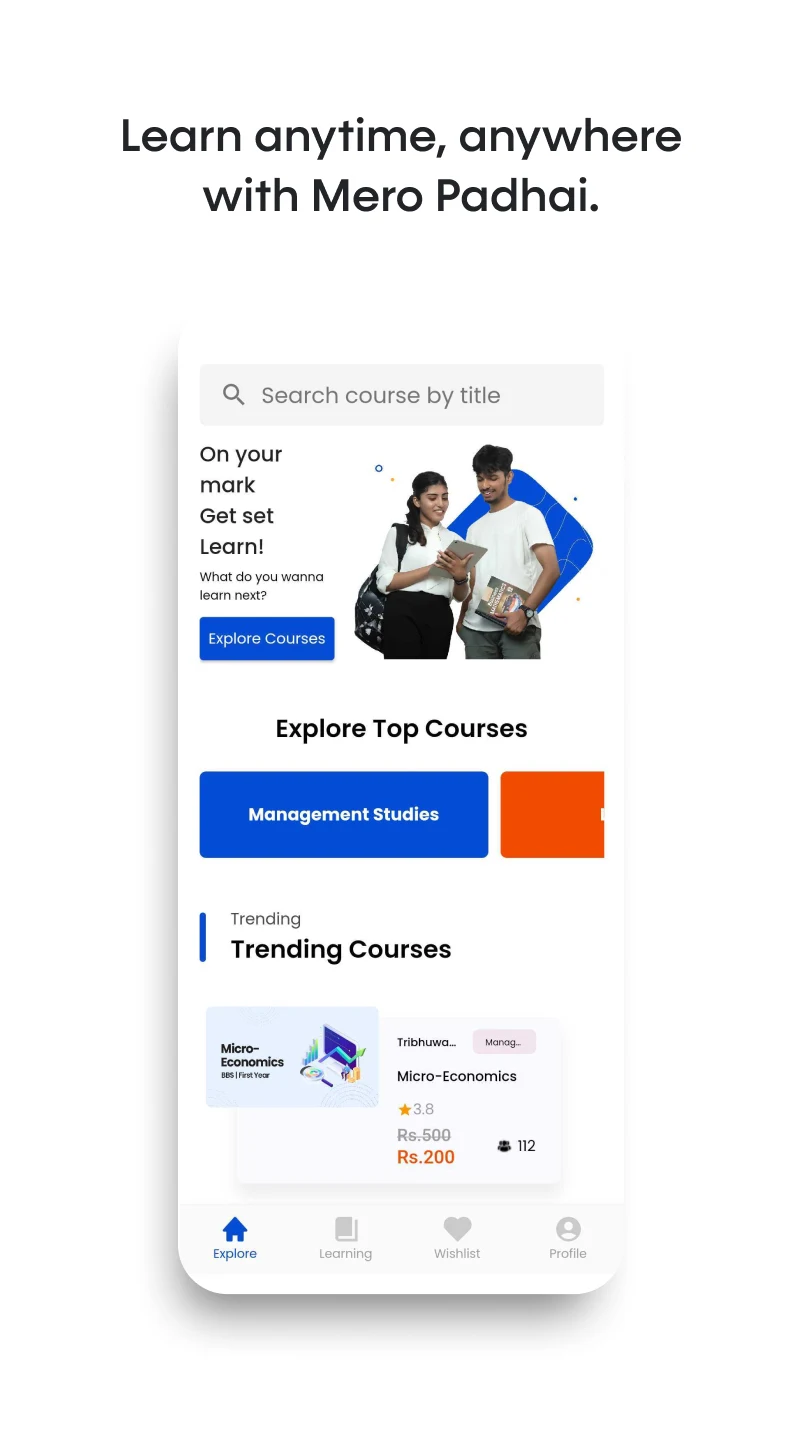 Learn anytime, anywhere
with Mero Padhai.
Search course by title
On your
mark
Get set
Learn!
What do you wanna
learn next?
Explore Courses
MATHEMATICS
Explore Top Courses
Management Studies
Trending
Trending Courses
Micro-
Economics
BBS | First Year
Tribhuwa...
Manag...
Micro-Economics
3.8
Rs.500
Rs.200
112
Explore
Learning
Wishlist
Profile